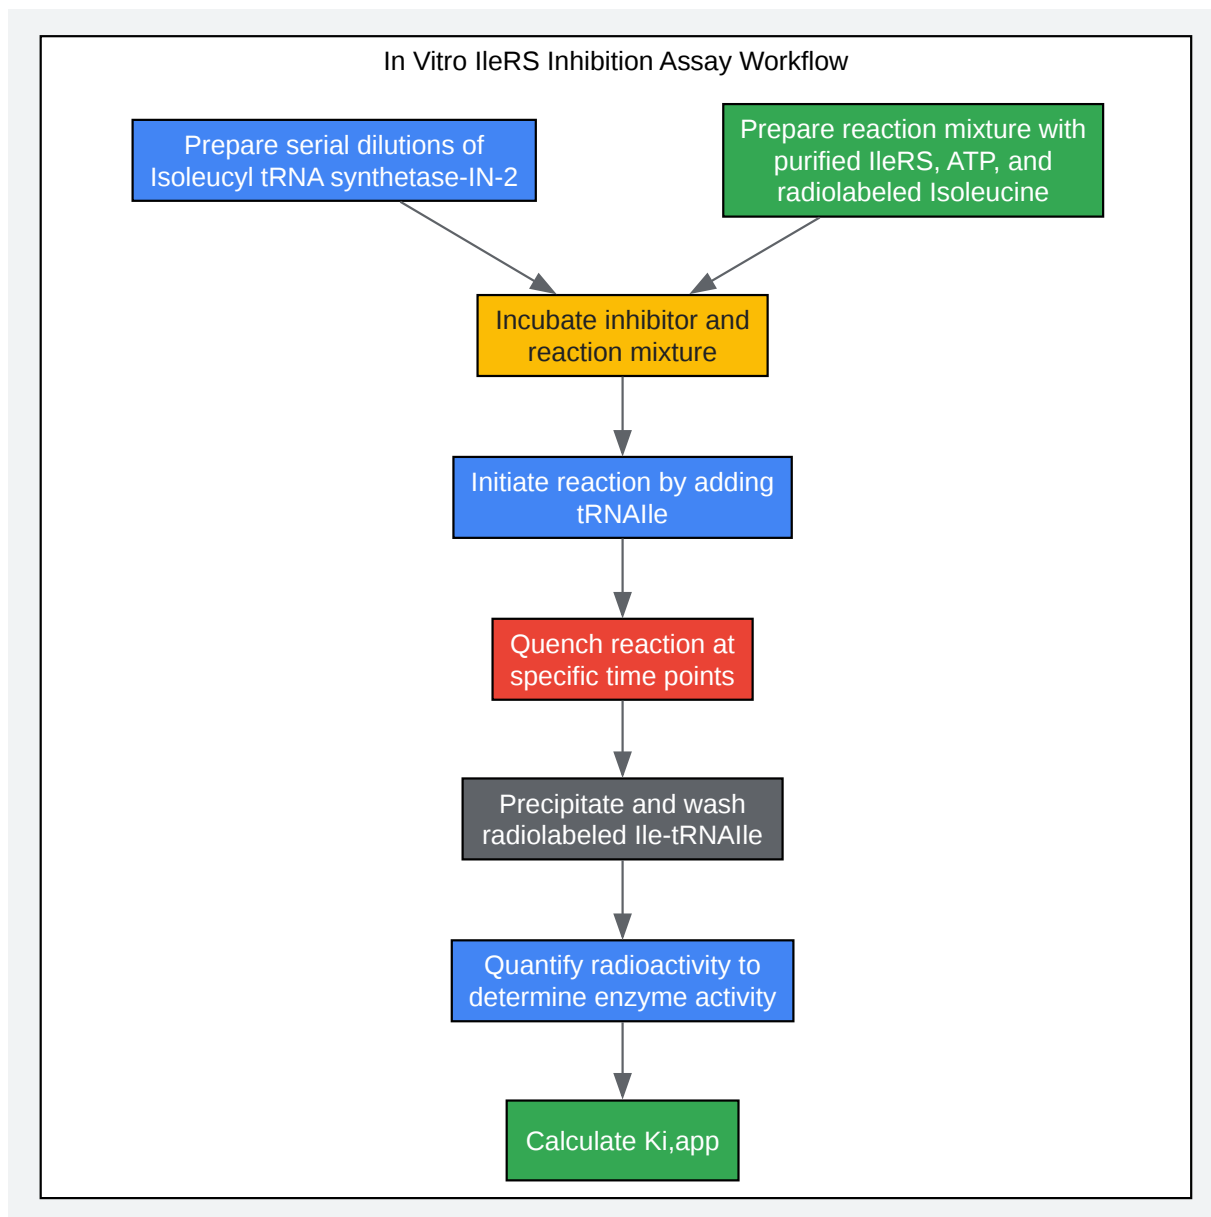 In Vitro IleRS Inhibition Assay Workflow
Prepare serial dilutions of
Isoleucyl tRNA synthetase-IN-2
Prepare reaction mixture with
purified IleRS, ATP, and
radiolabeled Isoleucine
Incubate inhibitor and
reaction mixture
Initiate reaction by adding
tRNAIle
Quench reaction at
specific time points
Precipitate and wash
radiolabeled Ile-tRNAIle
Quantify radioactivity to
determine enzyme activity
Calculate Ki,app